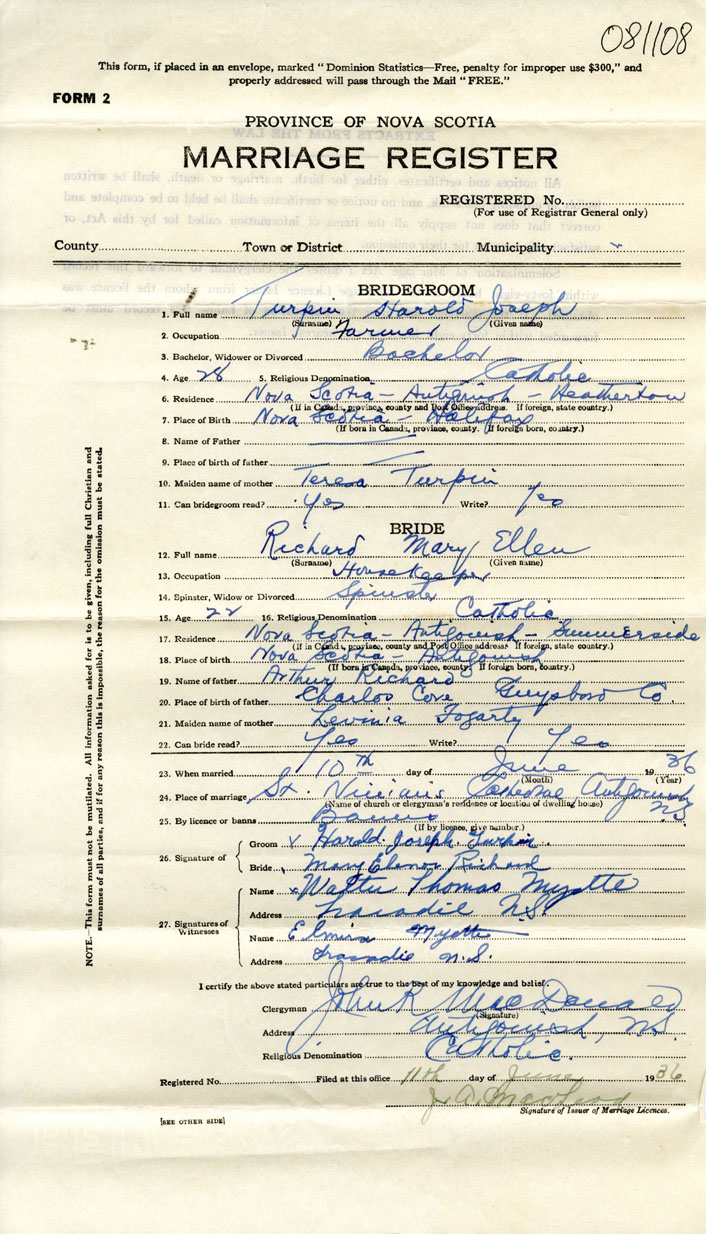 081108
This form, if placed in an envelope, marked "Dominion Statistics—Free, penalty for improper use $300," and
properly addressed will pass through the Mail "FREE."
FORM 2
PROVINCE OF NOVA SCOTIA
MARRIAGE REGISTER
REGISTERED No.
(For use of Registrar General only)
County Town or District Municipality
BRIDEGROOM
1. Full name Turpin Harold Joseph
(Surname) (Given name)
2. Occupation Farmer
3. Bachelor, Widower or Divorced Bachelor
4. Age 28 5. Religious Denomination Catholic
6. Residence Nova Scotia - Antigonish - Heatherton
(If in Canada, province, county and Post Office address. If foreign, state country.)
7. Place of Birth Nova Scotia - Halifax
(If born in Canada, province, county. If foreign born, country.)
8. Name of Father
9. Place of birth of father
10. Maiden name of mother Teresa Turpin
11. Can bridegroom read? Yes Write? Yes
BRIDE
12. Full name Richard Mary Ellen
(Surname) (Given name)
13. Occupation Housekeeper
14. Spinster, Widow or Divorced Spinster
15. Age 22 16. Religious Denomination Catholic
17. Residence Nova Scotia - Antigonish - Summerside
(If in Canada, province, county and Post Office address. If foreign, state country.)
18. Place of birth Nova Scotia - Antigonish
(If born in Canada, province, county. If foreign born, country.)
19. Name of father Arthur Richard
20. Place of birth of father Charlos Cove Guysboro Co.
21. Maiden name of mother Levinia Fogarty
22. Can bride read? Yes Write? Yes
23. When married 10th day of June 1936
(Month) (Year)
24. Place of marriage St. Ninian's Cathedral Antigonish
N.S.
(Name of church or clergyman's residence or location of dwelling house)
25. By licence or banns Banns
(If by licence, give number.)
26. Signature of
Groom x Harold Joseph Turpin
Bride Mary Elenor Richard
27. Signatures of Witnesses
Name x Walter Thomas Myatte
Address Tracadie N.S.
Name Elmira Myatte
Address Tracadie N.S.
I certify the above stated particulars are true to the best of my knowledge and belief.
Clergyman John R MacDonald
(Signature)
Address Antigonish, N.S.
Religious Denomination Catholic.
Registered No. Filed at this office 11th day of June 1936
J. A. MacLeod
Signature of Issuer of Marriage Licences.
[SEE OTHER SIDE]
NOTE.—This form must not be mutilated. All information asked for is to be given, including full Christian and
surnames of all parties, and if for any reason this is impossible, the reason for the omission must be stated.